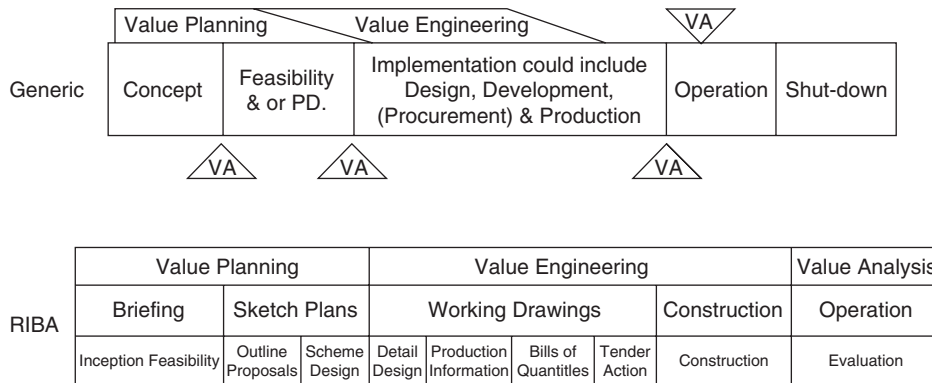 Value Planning
Value Engineering
VA
Generic
Concept
Feasibility
& or PD.
Implementation could include
Design, Development,
(Procurement) & Production
Operation
Shut-down
VA
VA
VA
RIBA
Value Planning
Value Engineering
Value Analysis
Briefing
Sketch Plans
Working Drawings
Construction
Operation
Inception Feasibility
Outline
Proposals
Scheme
Design
Detail
Design
Production
Information
Bills of
Quantitles
Tender
Action
Construction
Evaluation